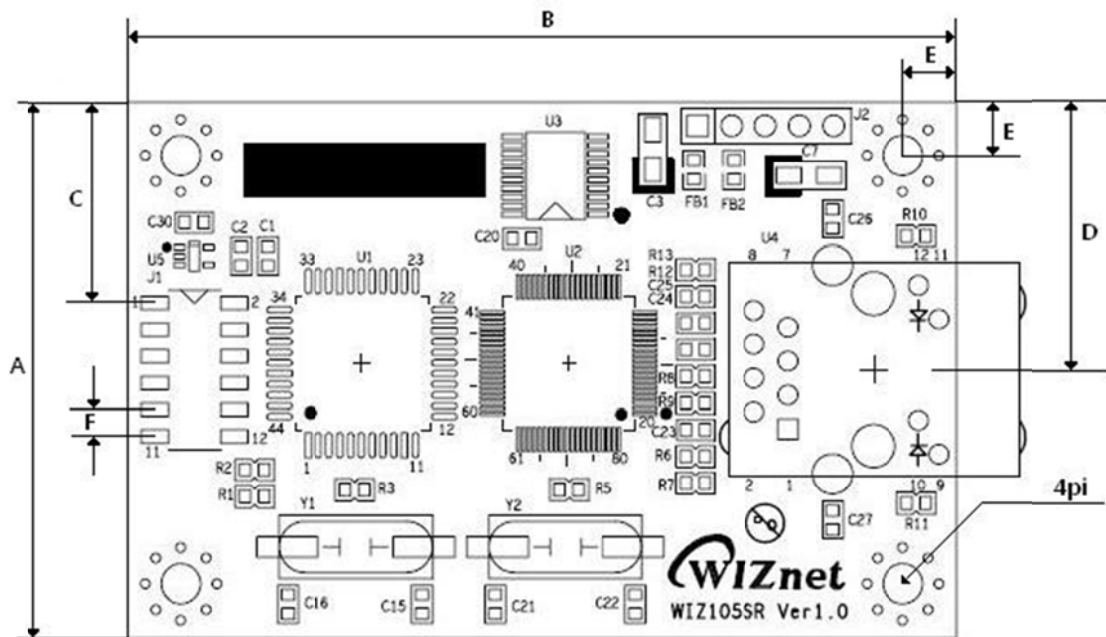 B
E
E
J2
U3
C7
C3
FB1
FB2
C26
C
C30
C2
C1
U5
J1
C20
U4
R10
D
33
U1
23
40
U2
21
R13
R12
C25
C24
8
7
12
11
1
2
34
22
41
A
R8
R9
F
44
12
60
20
C23
11
12
1
11
61
80
R6
R7
R2
R1
R3
R5
2
1
10
9
R11
4pi
Y1
Y2
C27
C16
C15
C21
C22
WIZnet
WIZ105SR Ver1.0